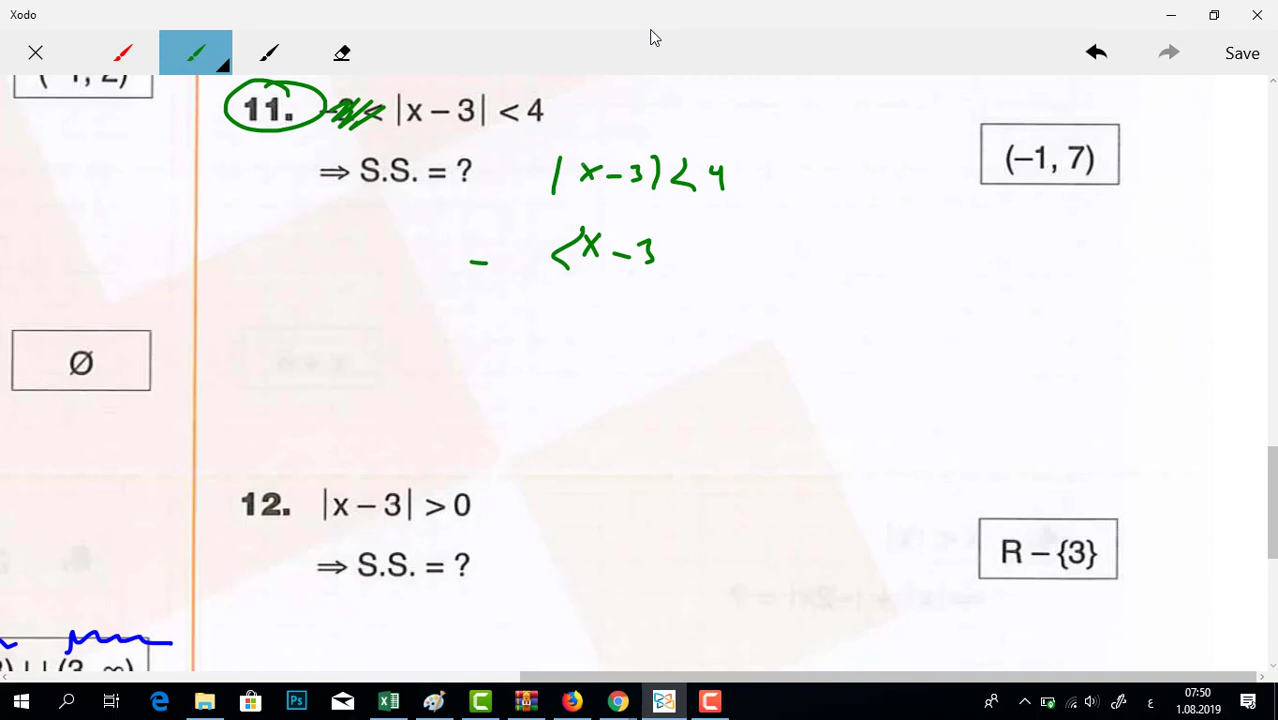 Xodo
Save
(–1, 2)
11. < |x – 3| < 4
⇒ S.S. = ?
(–1, 7)
|x-3|<4
- <x-3
Ø
12. |x – 3| > 0
⇒ S.S. = ?
R – {3}
) ∪ (3, ∞)
07:50
1.08.2019